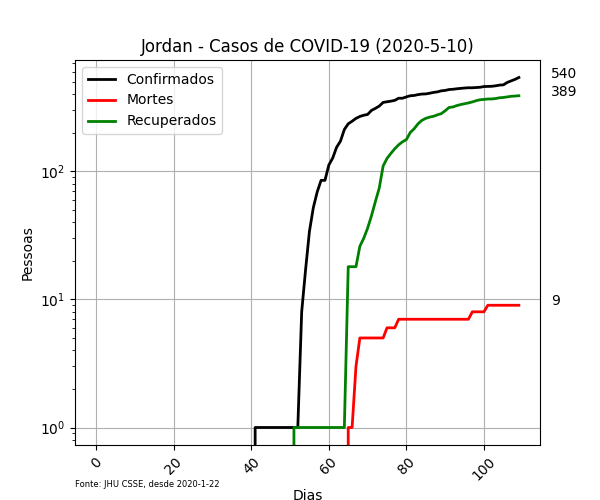 Jordan - Casos de COVID-19 (2020-5-10)
Confirmados
Mortes
Recuperados
540
389
9
Pessoas
10²
10¹
10⁰
0
20
40
60
80
100
Fonte: JHU CSSE, desde 2020-1-22
Dias